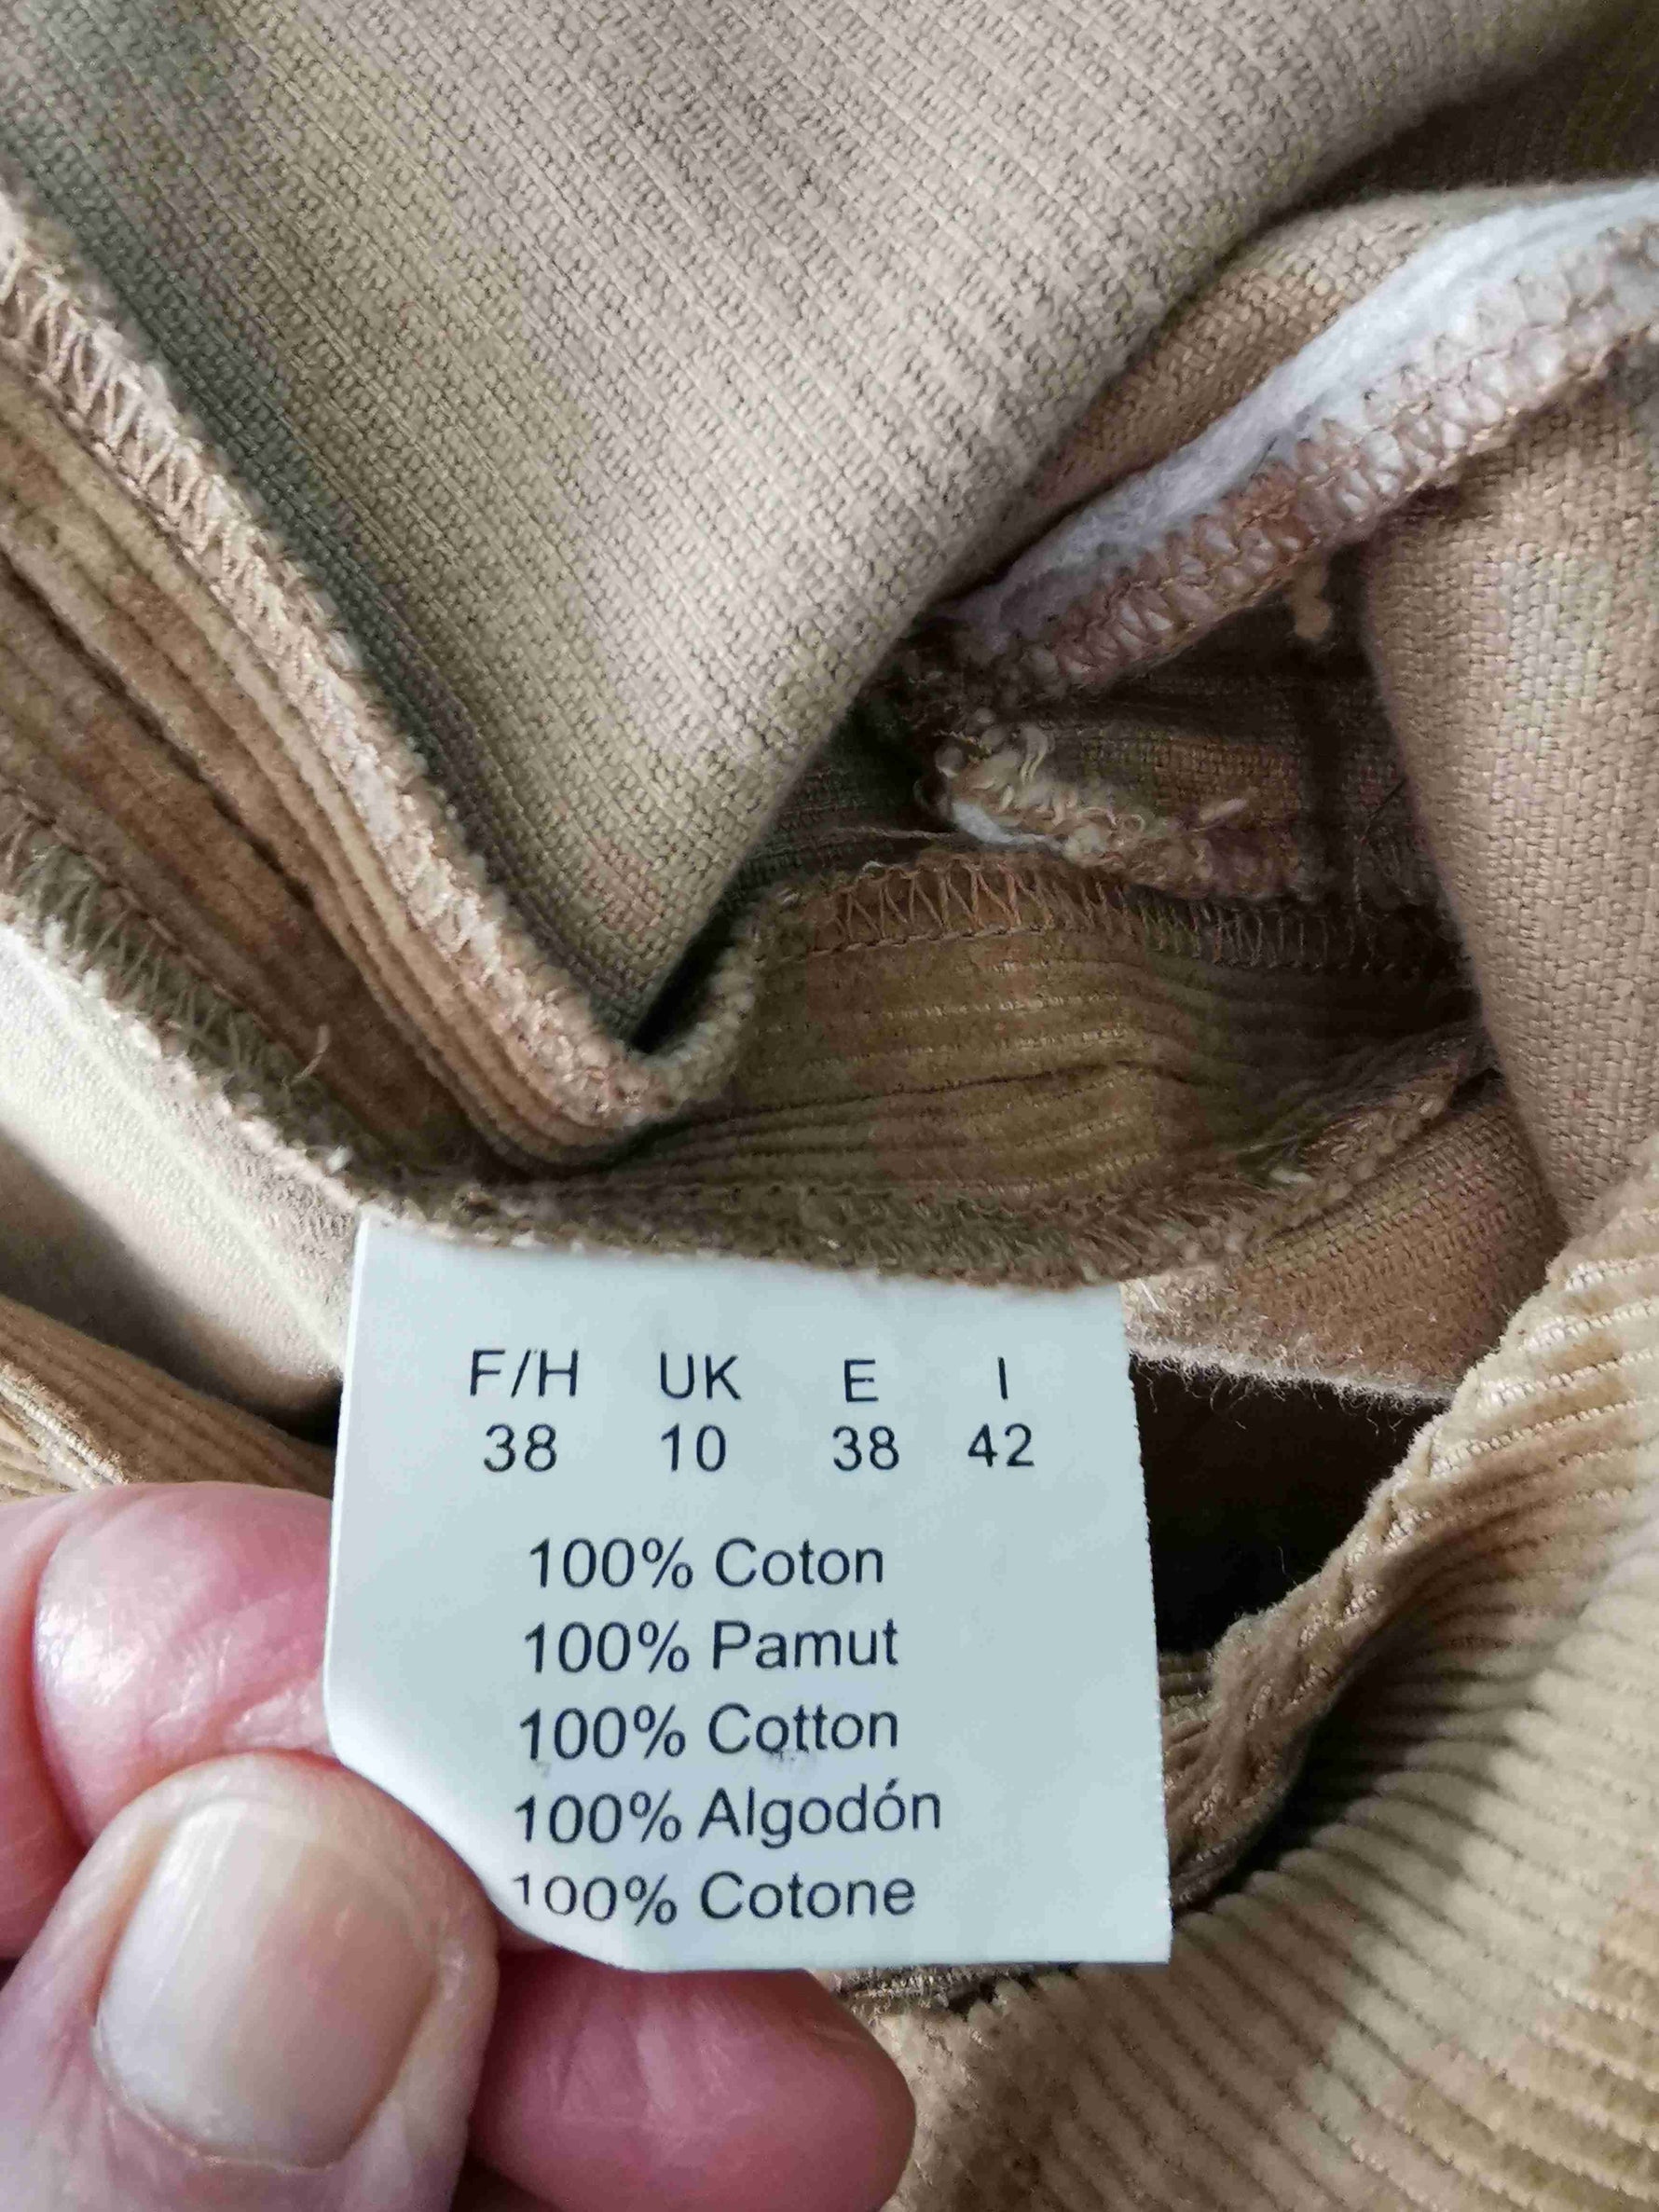 F/H UK E I
38 10 38 42
100% Coton
100% Pamut
100% Cotton
100% Algodón
100% Cotone